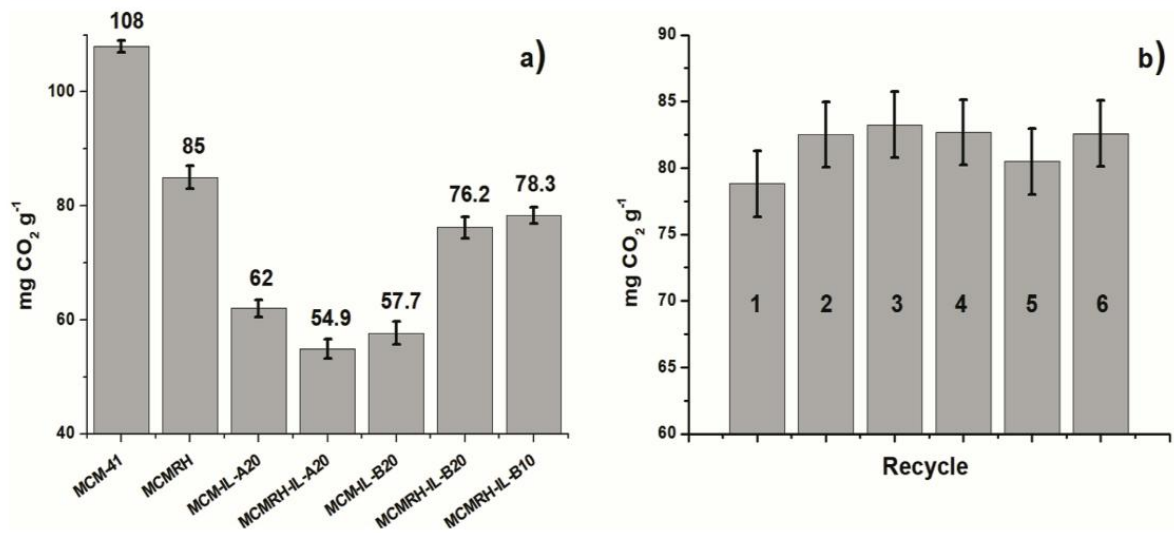 a)
mg CO2 g-1
100
80
60
40
108
85
62
54.9
57.7
76.2
78.3
MCM-41
MCMRH
MCM-IL-A20
MCMRH-IL-A20
MCM-IL-B20
MCMRH-IL-B20
MCMRH-IL-B10
b)
mg CO2 g-1
90
85
80
75
70
65
60
1 2 3 4 5 6
Recycle